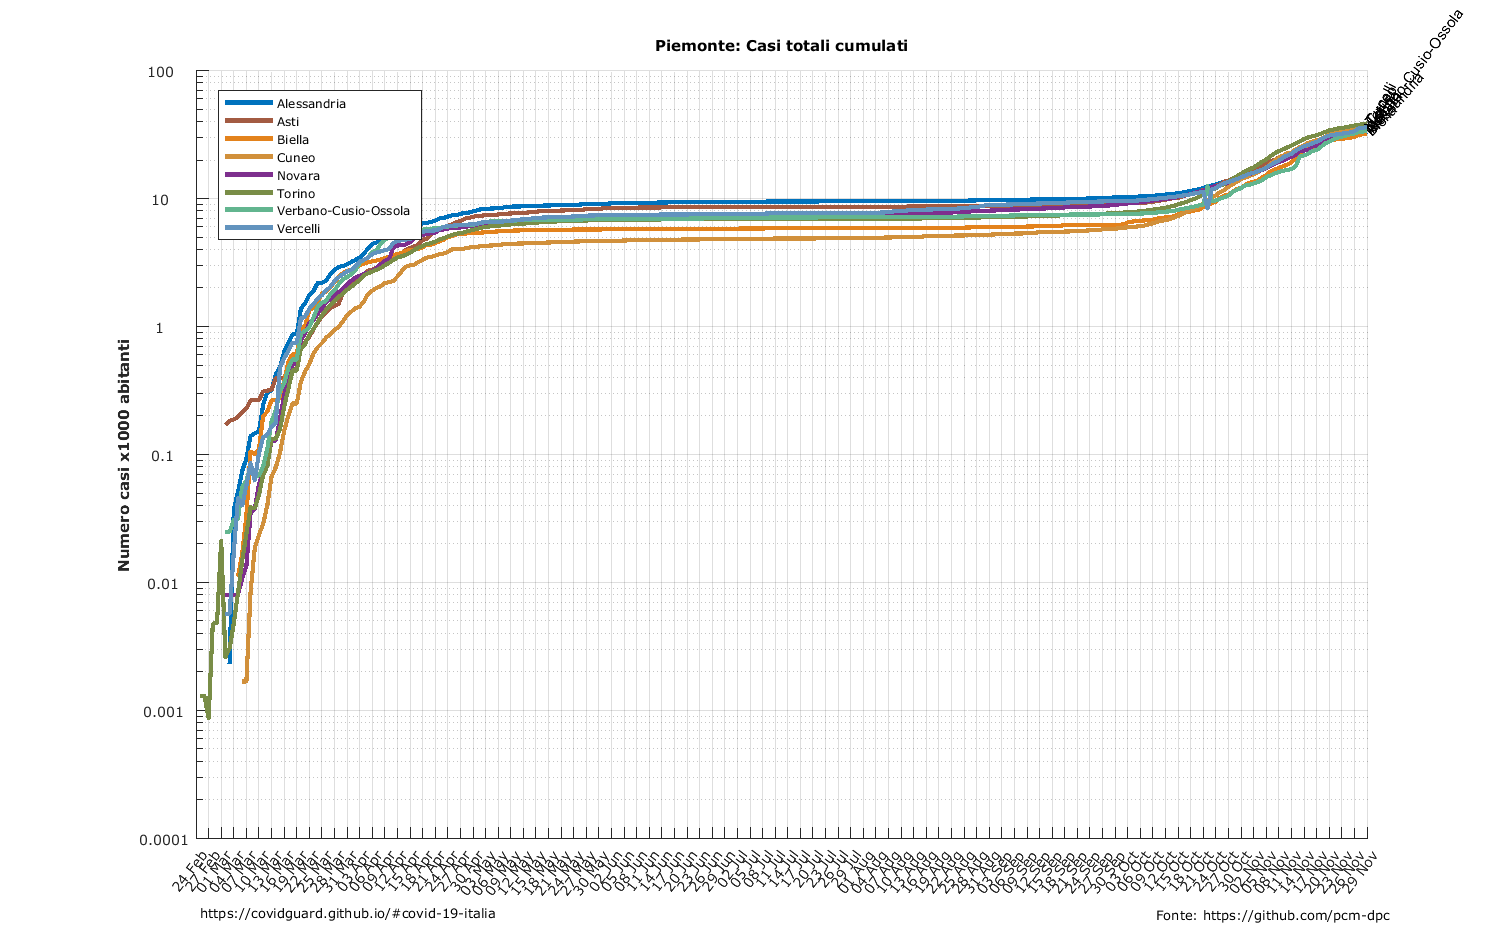 Piemonte: Casi totali cumulati
Numero casi x1000 abitanti
100
10
1
0.1
0.01
0.001
0.0001
Alessandria
Asti
Biella
Cuneo
Novara
Torino
Verbano-Cusio-Ossola
Vercelli
24 Feb
27 Feb
01 Mar
04 Mar
07 Mar
10 Mar
13 Mar
16 Mar
19 Mar
22 Mar
25 Mar
28 Mar
31 Mar
03 Apr
06 Apr
09 Apr
12 Apr
15 Apr
18 Apr
21 Apr
24 Apr
27 Apr
30 Apr
03 May
06 May
09 May
12 May
15 May
18 May
21 May
24 May
27 May
30 May
02 Jun
05 Jun
08 Jun
11 Jun
14 Jun
17 Jun
20 Jun
23 Jun
26 Jun
29 Jun
02 Jul
05 Jul
08 Jul
11 Jul
14 Jul
17 Jul
20 Jul
23 Jul
26 Jul
29 Jul
01 Aug
04 Aug
07 Aug
10 Aug
13 Aug
16 Aug
19 Aug
22 Aug
25 Aug
28 Aug
31 Aug
03 Sep
06 Sep
09 Sep
12 Sep
15 Sep
18 Sep
21 Sep
24 Sep
27 Sep
30 Sep
03 Oct
06 Oct
09 Oct
12 Oct
15 Oct
18 Oct
21 Oct
24 Oct
27 Oct
30 Oct
02 Nov
05 Nov
08 Nov
11 Nov
14 Nov
17 Nov
20 Nov
23 Nov
26 Nov
29 Nov
https://covidguard.github.io/#covid-19-italia
Fonte: https://github.com/pcm-dpc